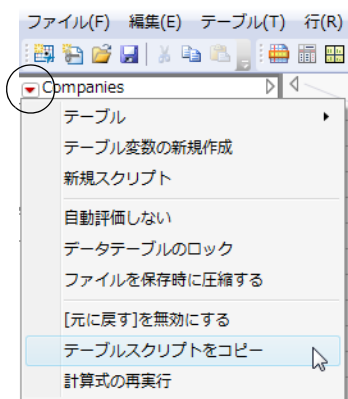 ファイル(F) 編集(E) テーブル(T) 行(R)
Companies
テーブル
テーブル変数の新規作成
新規スクリプト
自動評価しない
データテーブルのロック
ファイルを保存時に圧縮する
[元に戻す]を無効にする
テーブルスクリプトをコピー
計算式の再実行